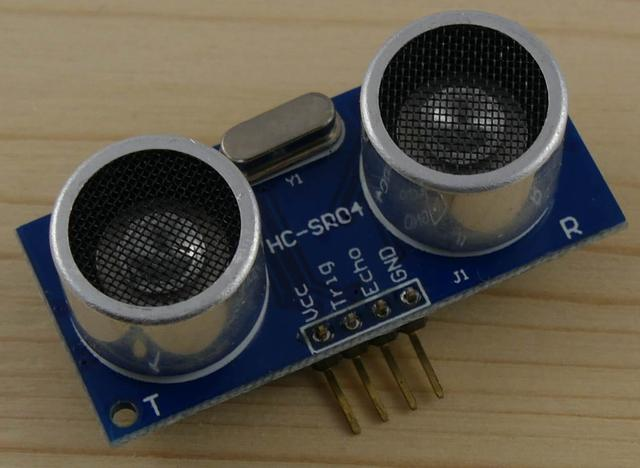 Y1
HC-SR04
R
Vcc
Trig
Echo
GND
J1
T